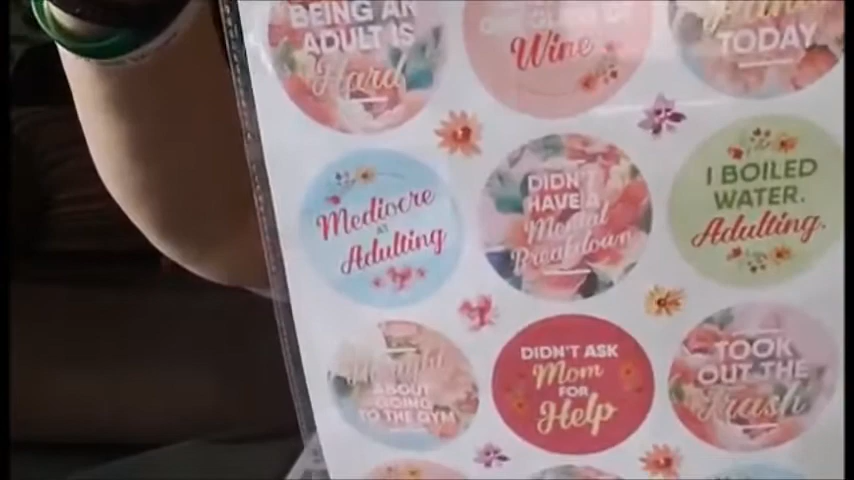 BEING AN
ADULT IS
Hard
Wine
TODAY
Mediocre
AT
Adulting
DIDN'T
HAVE A
Mental
Breakdown
I BOILED
WATER.
Adulting
Thought
ABOUT
GOING
TO THE GYM
DIDN'T ASK
Mom
FOR
Help
TOOK
OUT THE
Trash